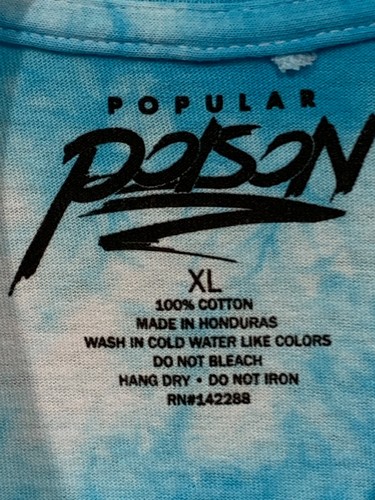 POPULAR
POISON
XL
100% COTTON
MADE IN HONDURAS
WASH IN COLD WATER LIKE COLORS
DO NOT BLEACH
HANG DRY • DO NOT IRON
RN#142288